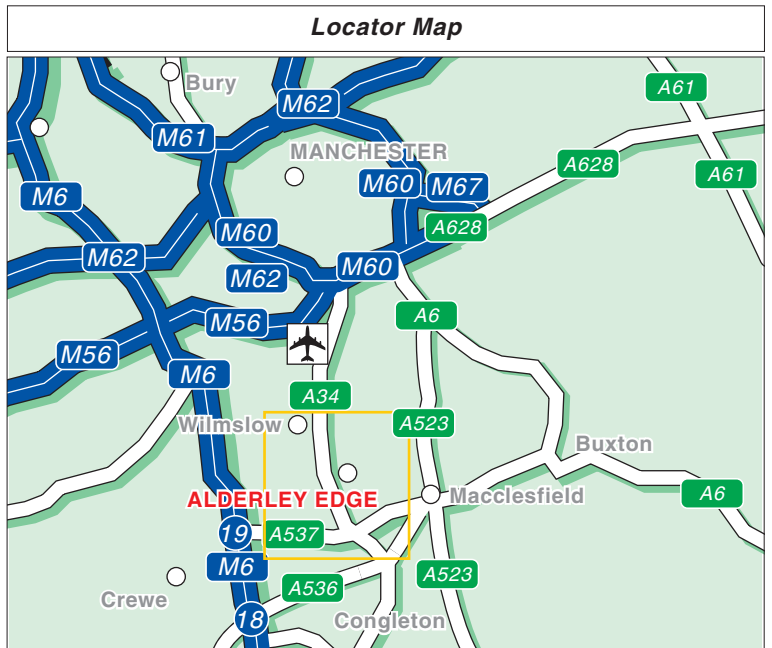 Locator Map
Bury
A61
M62
M61
MANCHESTER
A628
A61
M60
M67
M6
A628
M60
M62
M60
M62
A6
M56
M56
M6
A34
Wilmslow
A523
Buxton
ALDERLEY EDGE
Macclesfield
A6
19
A537
M6
A523
Crewe
A536
18
Congleton